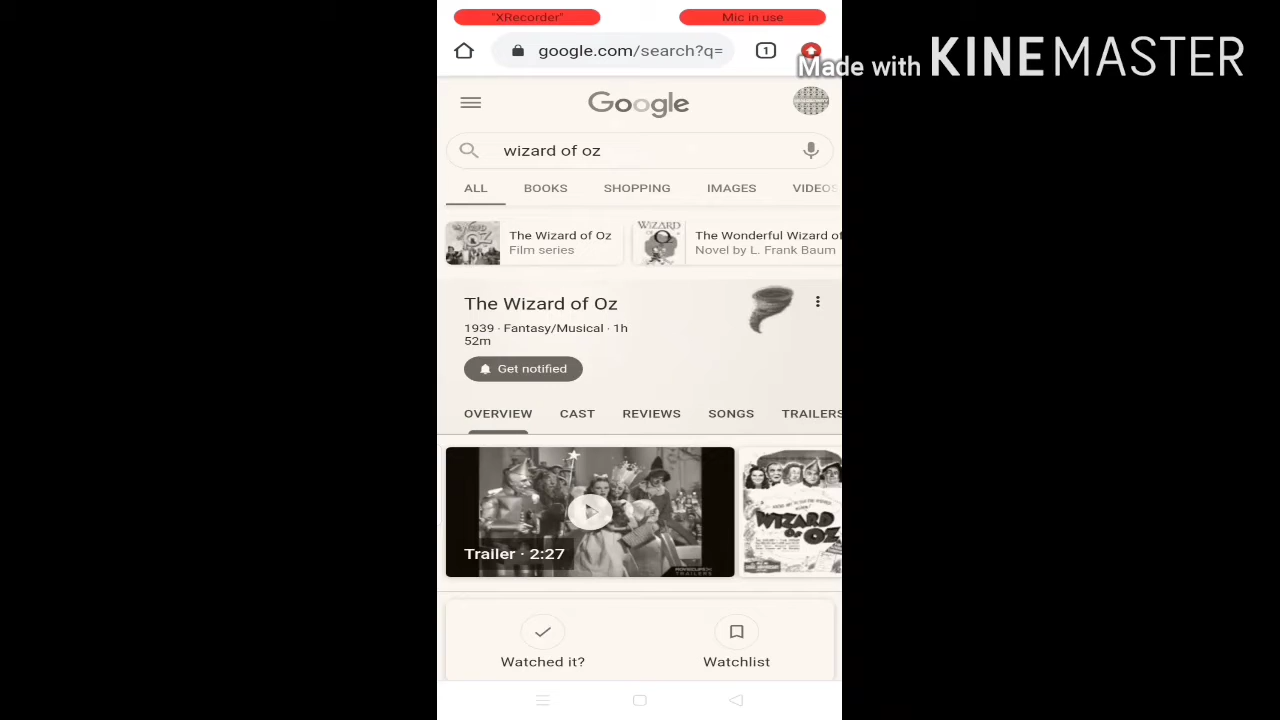 "XRecorder"
Mic in use
google.com/search?q=
1
Made with KINEMASTER
Google
wizard of oz
ALL BOOKS SHOPPING IMAGES VIDEOS
The Wizard of Oz
Film series
WIZARD
OZ
The Wonderful Wizard of
Novel by L. Frank Baum
The Wizard of Oz
1939 · Fantasy/Musical · 1h
52m
Get notified
OVERVIEW CAST REVIEWS SONGS TRAILERS
Trailer · 2:27
WIZARD
OF OZ
Watched it?
Watchlist